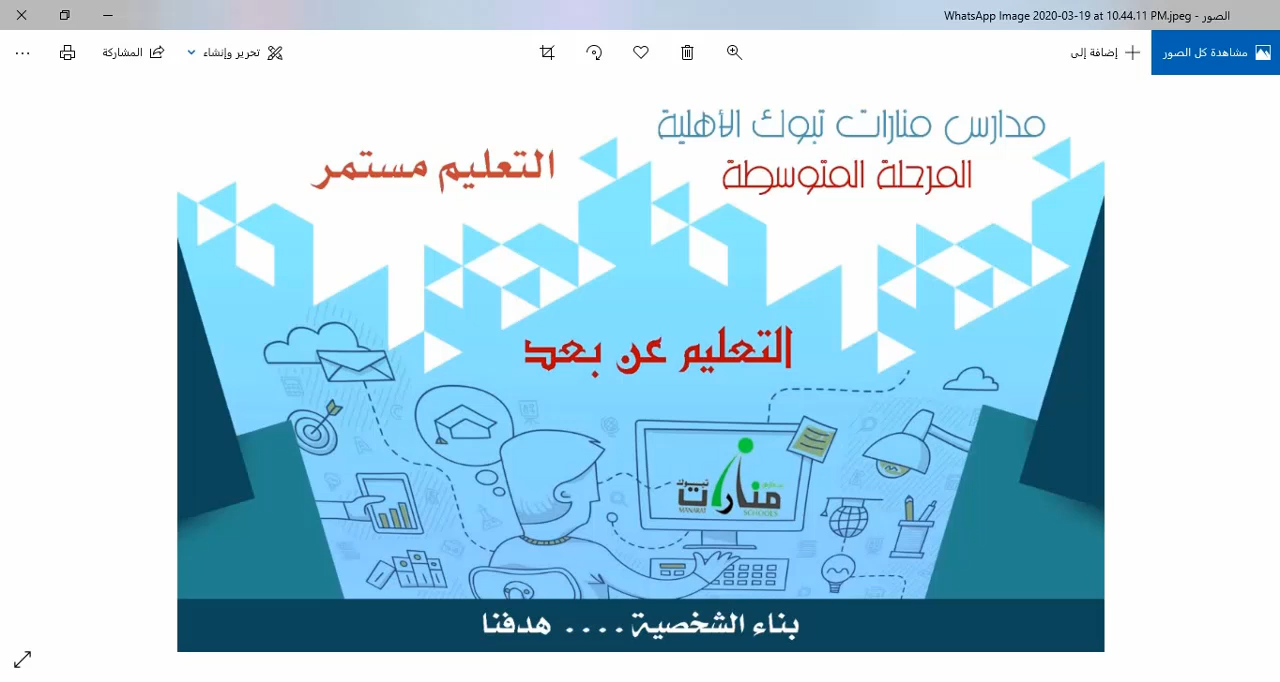 WhatsApp Image 2020-03-19 at 10.44.11 PM.jpeg - الصور
مشاهدة كل الصور
إضافة إلى
تحرير وإنشاء
المشاركة
مدارس منارات تبوك الأهلية
المرحلة المتوسطة
التعليم مستمر
التعليم عن بعد
منارات
تبوك
MANARAT
SCHOOLS
بناء الشخصية .... هدفنا